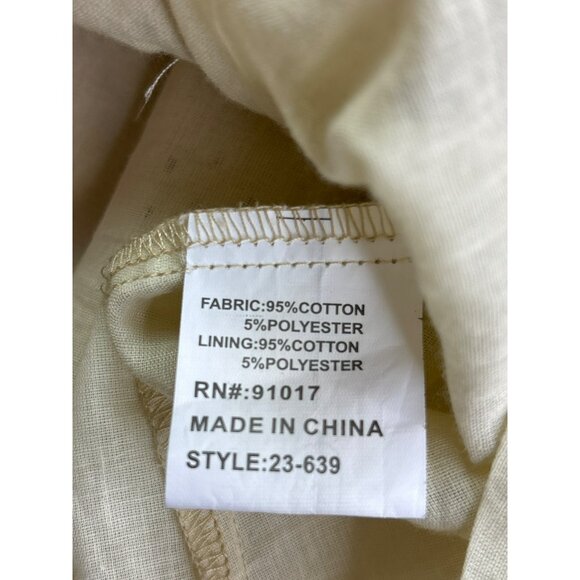 FABRIC:95%COTTON
5%POLYESTER
LINING:95%COTTON
5%POLYESTER
RN#:91017
MADE IN CHINA
STYLE:23-639